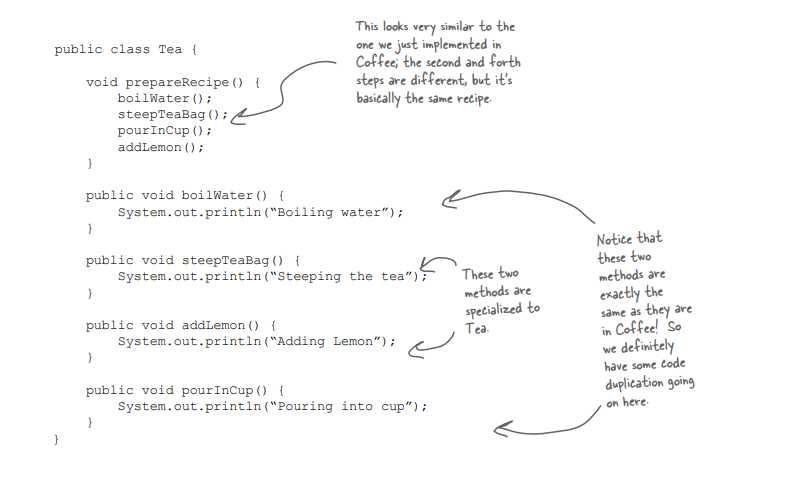 This looks very similar to the
one we just implemented in
Coffee; the second and forth
steps are different, but it's
basically the same recipe.
public class Tea {
void prepareRecipe() {
boilWater();
steepTeaBag();
pourInCup();
addLemon();
}
public void boilWater() {
System.out.println(“Boiling water”);
}
public void steepTeaBag() {
System.out.println(“Steeping the tea”);
}
public void addLemon() {
System.out.println(“Adding Lemon”);
}
public void pourInCup() {
System.out.println(“Pouring into cup”);
}
}
These two
methods are
specialized to
Tea.
Notice that
these two
methods are
exactly the
same as they are
in Coffee! So
we definitely
have some code
duplication going
on here.